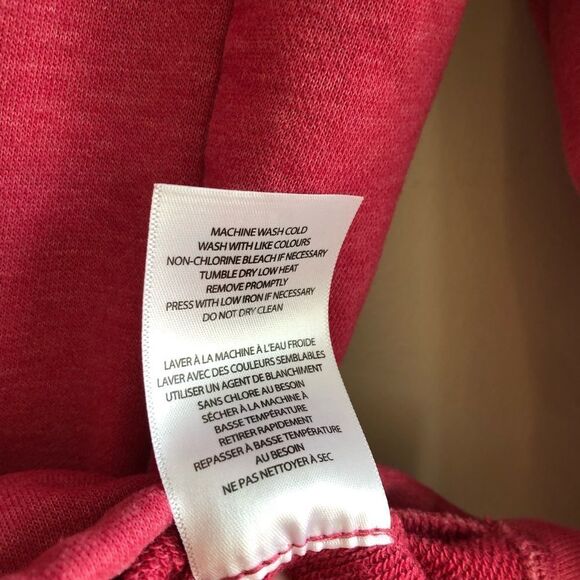 MACHINE WASH COLD
WASH WITH LIKE COLOURS
NON-CHLORINE BLEACH IF NECESSARY
TUMBLE DRY LOW HEAT
REMOVE PROMPTLY
PRESS WITH LOW IRON IF NECESSARY
DO NOT DRY CLEAN
LAVER À LA MACHINE À L'EAU FROIDE
LAVER AVEC DES COULEURS SEMBLABLES
UTILISER UN AGENT DE BLANCHIMENT
SANS CHLORE AU BESOIN
SÉCHER À LA MACHINE À
BASSE TEMPÉRATURE
RETIRER RAPIDEMENT
REPASSER À BASSE TEMPÉRATURE
AU BESOIN
NE PAS NETTOYER À SEC